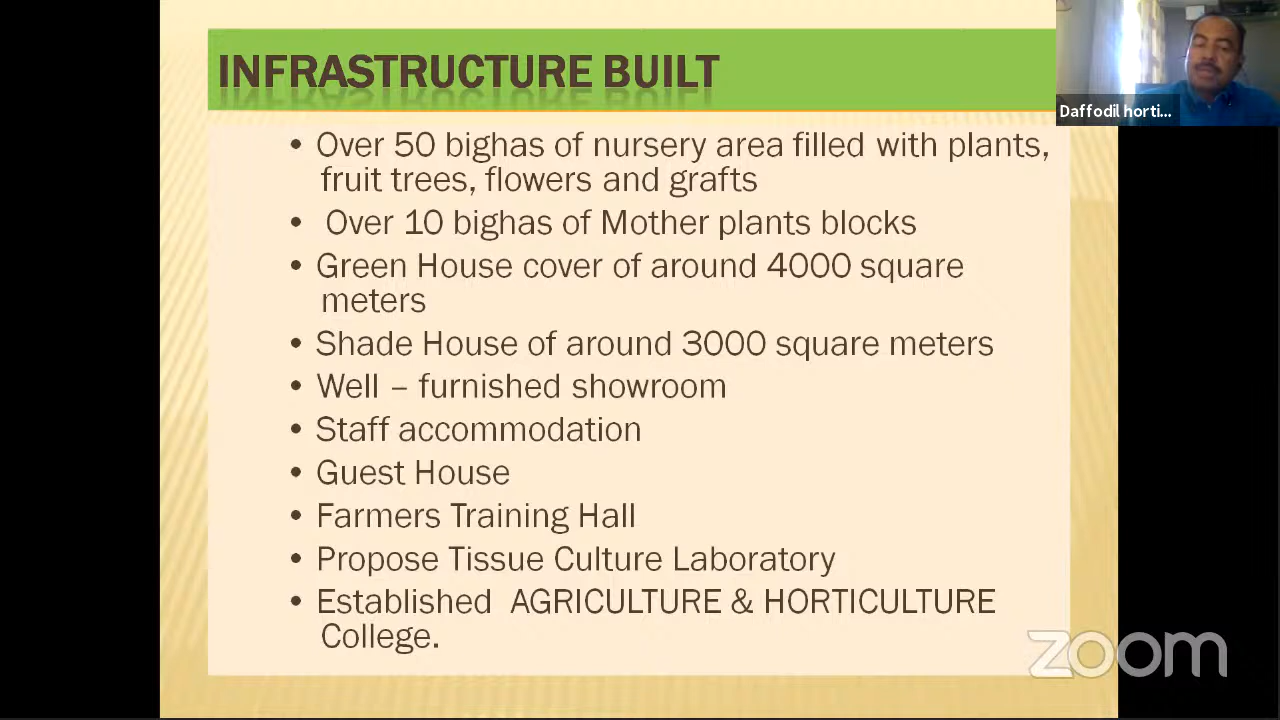 INFRASTRUCTURE BUILT
Daffodil horti...
• Over 50 bighas of nursery area filled with plants,
fruit trees, flowers and grafts
• Over 10 bighas of Mother plants blocks
• Green House cover of around 4000 square
meters
• Shade House of around 3000 square meters
• Well – furnished showroom
• Staff accommodation
• Guest House
• Farmers Training Hall
• Propose Tissue Culture Laboratory
• Established AGRICULTURE & HORTICULTURE
College.
zoom